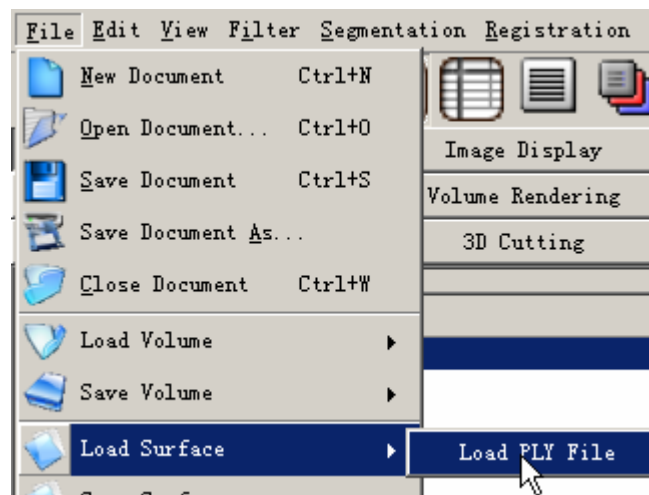 File Edit View Filter Segmentation Registration
New Document Ctrl+N
Open Document... Ctrl+O
Save Document Ctrl+S
Save Document As...
Close Document Ctrl+W
Load Volume
Save Volume
Load Surface
Load PLY File
Image Display
Volume Rendering
3D Cutting